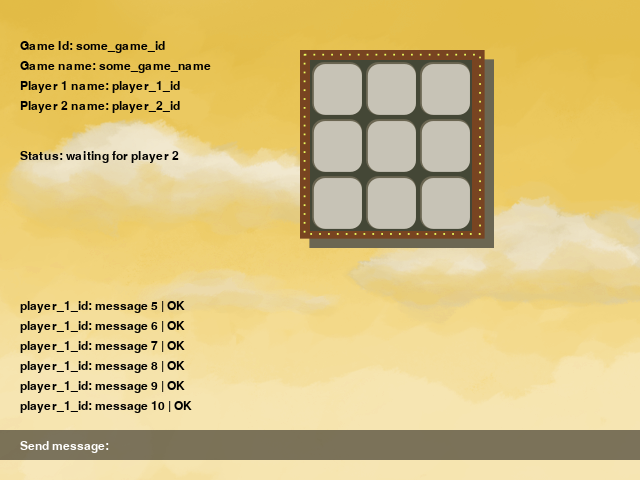 Game Id: some_game_id
Game name: some_game_name
Player 1 name: player_1_id
Player 2 name: player_2_id
Status: waiting for player 2
player_1_id: message 5 | OK
player_1_id: message 6 | OK
player_1_id: message 7 | OK
player_1_id: message 8 | OK
player_1_id: message 9 | OK
player_1_id: message 10 | OK
Send message: